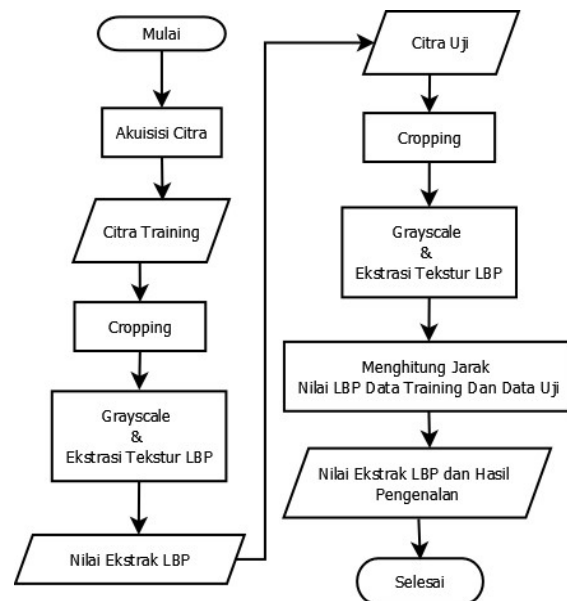 Mulai
Akuisisi Citra
Citra Training
Cropping
Grayscale
&
Ekstrasi Tekstur LBP
Nilai Ekstrak LBP
Citra Uji
Cropping
Grayscale
&
Ekstrasi Tekstur LBP
Menghitung Jarak
Nilai LBP Data Training Dan Data Uji
Nilai Ekstrak LBP dan Hasil
Pengenalan
Selesai